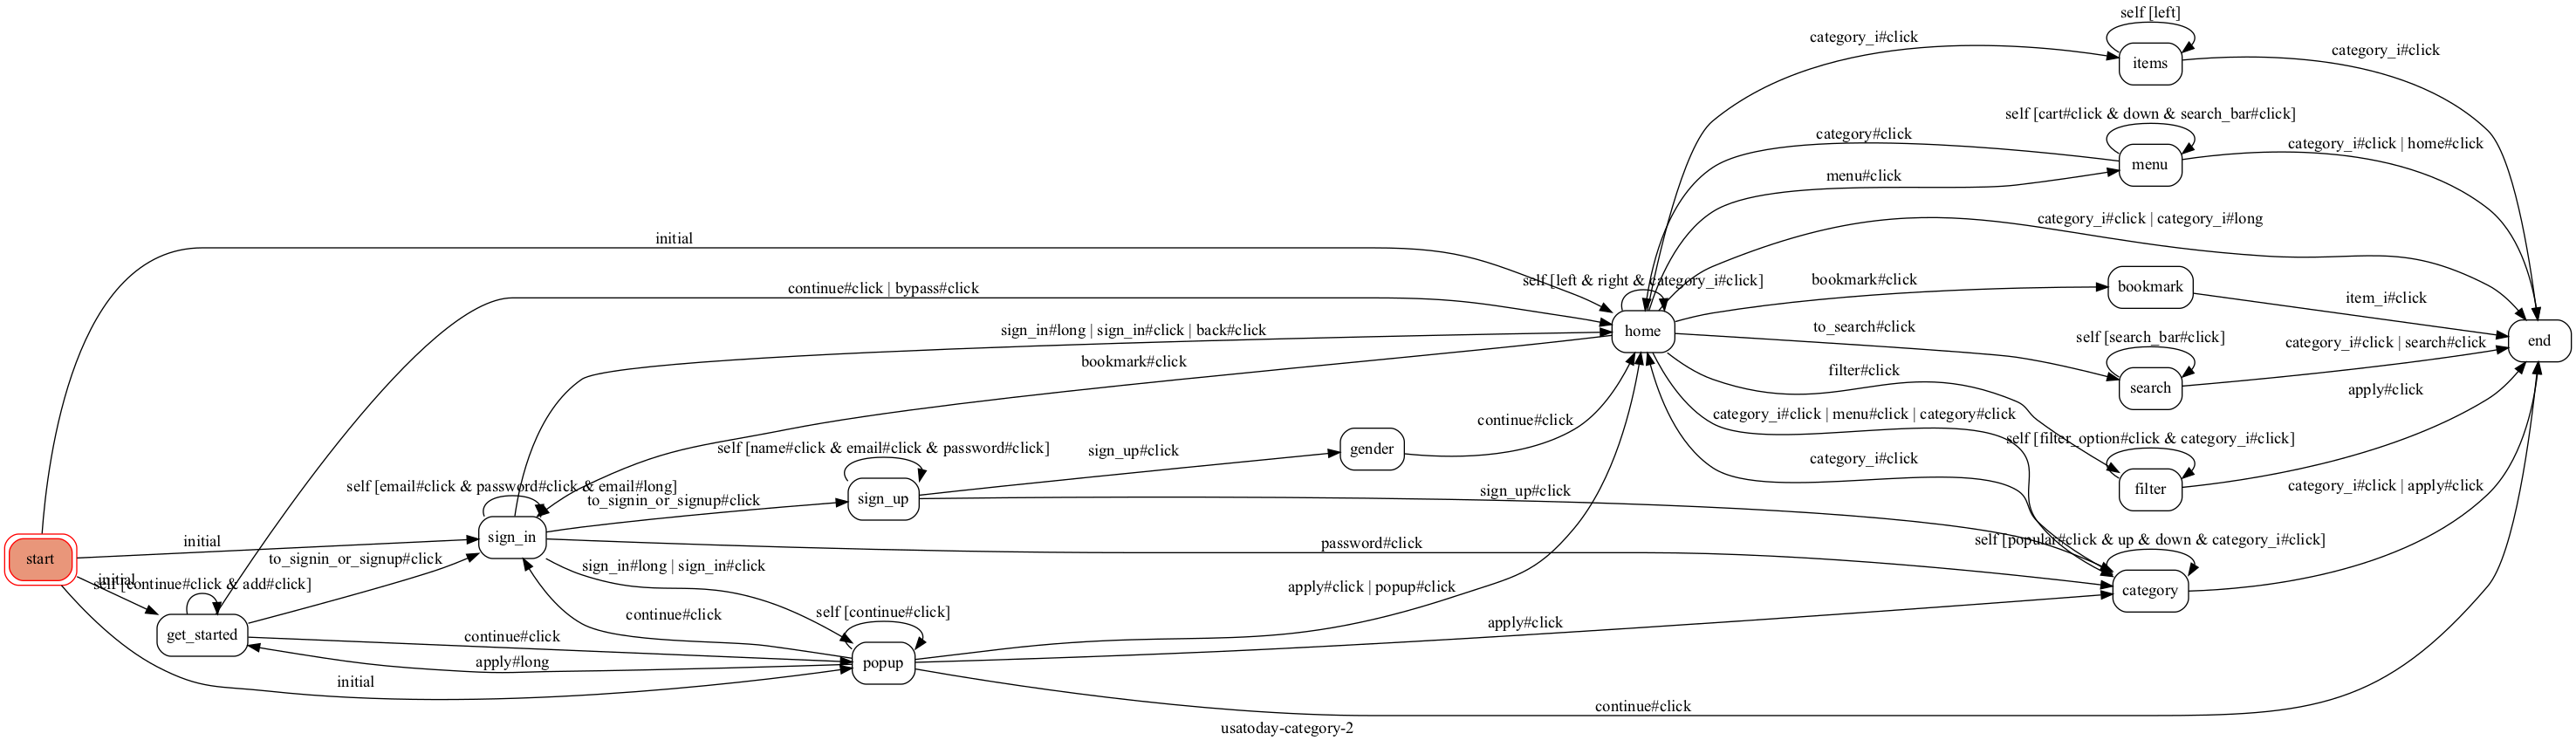 self [left]
category_i#click
category_i#click
items
self [cart#click & down & search_bar#click]
category#click
category_i#click | home#click
menu
menu#click
category_i#click | category_i#long
initial
self [left & right & category_i#click]
bookmark#click
bookmark
continue#click | bypass#click
item_i#click
sign_in#long | sign_in#click | back#click
home
to_search#click
self [search_bar#click]
category_i#click | search#click
end
bookmark#click
filter#click
search
apply#click
category_i#click | menu#click | category#click
continue#click
self [filter_option#click & category_i#click]
gender
self [name#click & email#click & password#click]
sign_up#click
category_i#click
filter
category_i#click | apply#click
self [email#click & password#click & email#long]
to_signin_or_signup#click
sign_up
sign_up#click
initial
sign_in
password#click
self [popular#click & up & down & category_i#click]
start
to_signin_or_signup#click
sign_in#long | sign_in#click
initial
self [continue#click & add#click]
apply#click | popup#click
category
continue#click
self [continue#click]
get_started
continue#click
apply#click
apply#long
popup
initial
continue#click
usatoday-category-2